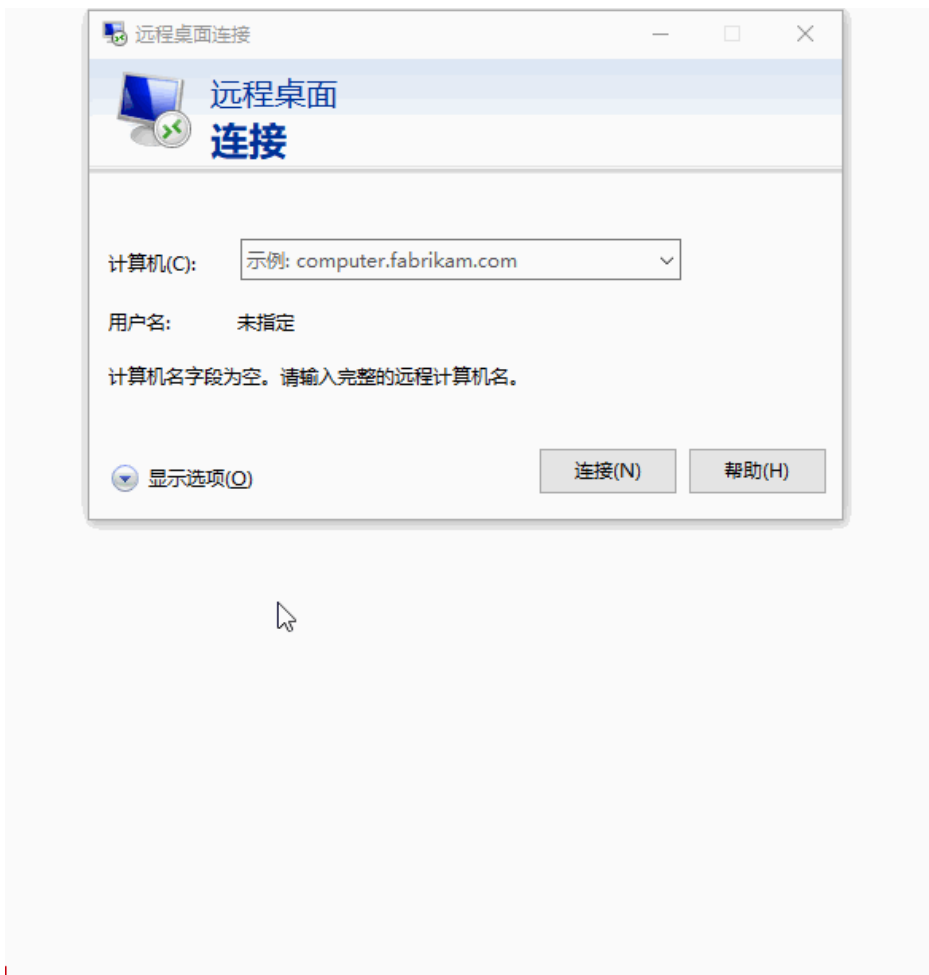 远程桌面连接
远程桌面
连接
计算机(C): 示例: computer.fabrikam.com
用户名: 未指定
计算机名字段为空。请输入完整的远程计算机名。
显示选项(O) 连接(N) 帮助(H)